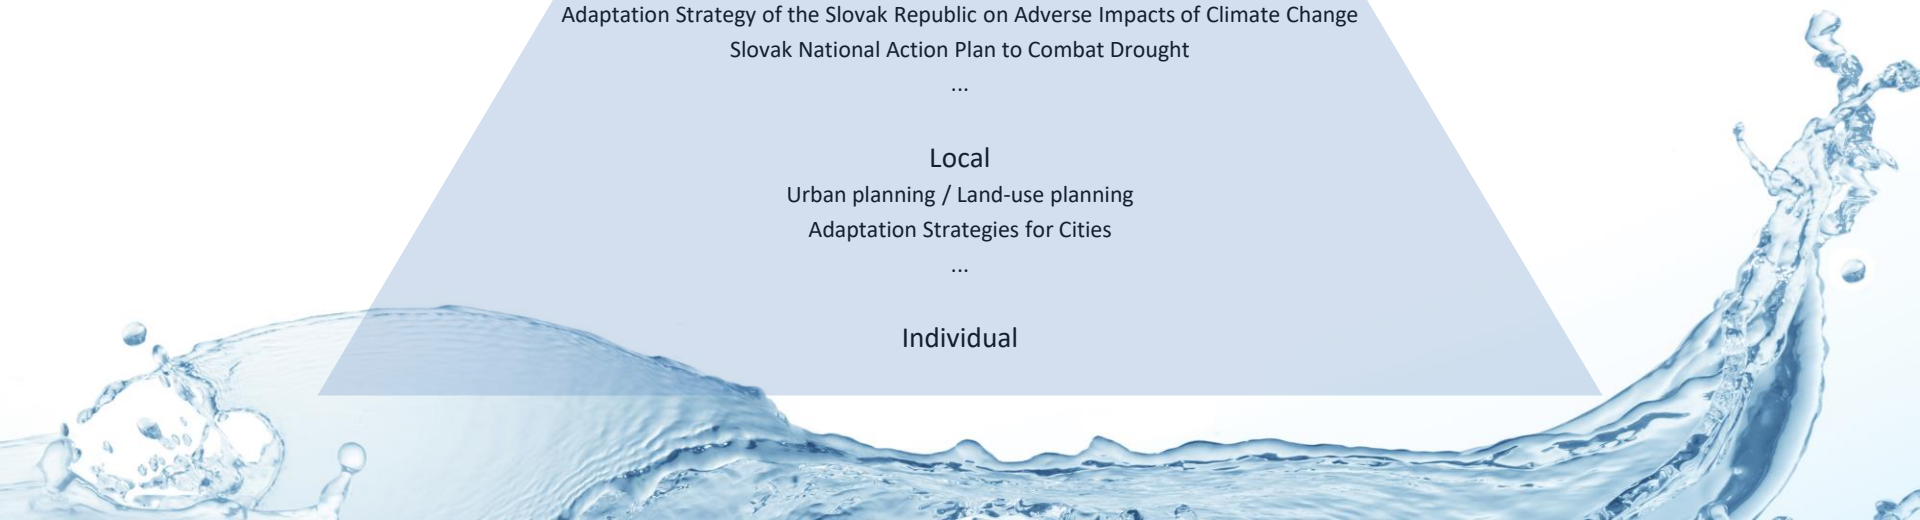 Adaptation Strategy of the Slovak Republic on Adverse Impacts of Climate Change
Slovak National Action Plan to Combat Drought
...
Local
Urban planning / Land-use planning
Adaptation Strategies for Cities
...
Individual